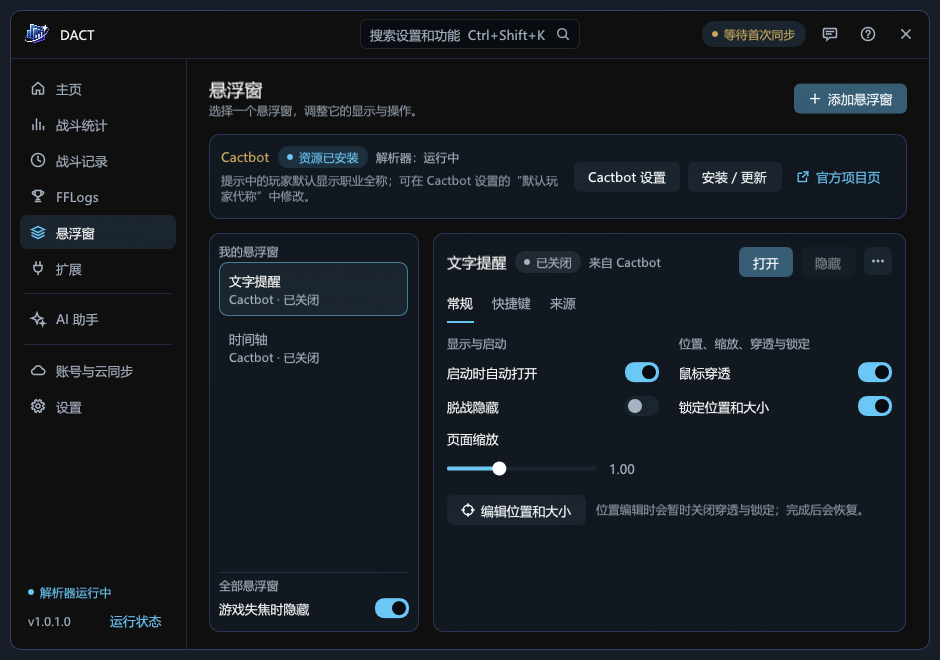 DACT
搜索设置和功能 Ctrl+Shift+K
等待首次同步
主页
战斗统计
战斗记录
FFLogs
悬浮窗
扩展
AI 助手
账号与云同步
设置
解析器运行中
v1.0.1.0 运行状态
悬浮窗
选择一个悬浮窗，调整它的显示与操作。
添加悬浮窗
Cactbot 资源已安装 解析器：运行中
提示中的玩家默认显示职业全称；可在 Cactbot 设置的“默认玩
家代称”中修改。
Cactbot 设置
安装 / 更新
官方项目页
我的悬浮窗
文字提醒
Cactbot · 已关闭
时间轴
Cactbot · 已关闭
全部悬浮窗
游戏失焦时隐藏
文字提醒 已关闭 来自 Cactbot
打开
隐藏
常规 快捷键 来源
显示与启动
启动时自动打开
脱战隐藏
位置、缩放、穿透与锁定
鼠标穿透
锁定位置和大小
页面缩放
1.00
编辑位置和大小
位置编辑时会暂时关闭穿透与锁定；完成后会恢复。